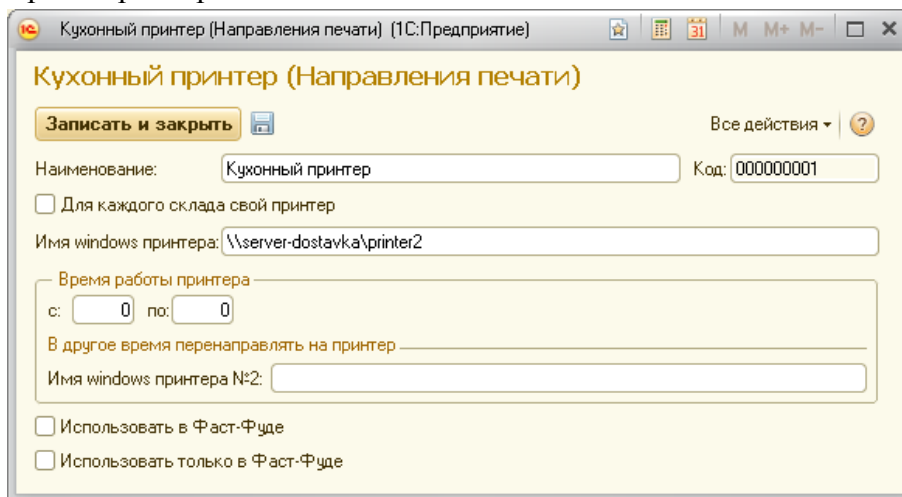 Кухонный принтер (Направления печати) (1С:Предприятие) 31 M M+ M-
Кухонный принтер (Направления печати)
Записать и закрыть Все действия
Наименование: Кухонный принтер Код: 000000001
Для каждого склада свой принтер
Имя windows принтера: \\server-dostavka\printer2
Время работы принтера
с: 0 по: 0
В другое время перенаправлять на принтер
Имя windows принтера №2:
Использовать в Фаст-Фуде
Использовать только в Фаст-Фуде